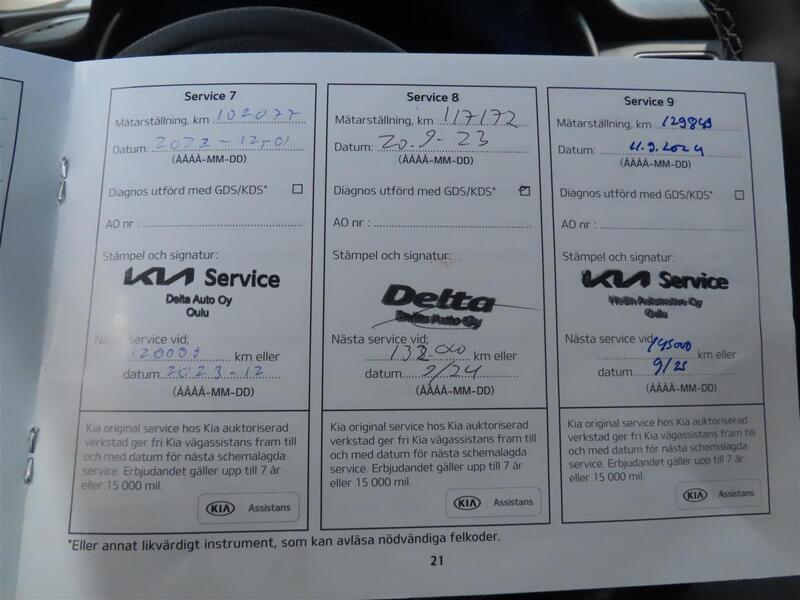 Service 7
Mätarställning, km 102077
Datum: 2022-12-01
(ÅÅÅÅ-MM-DD)
Diagnos utförd med GDS/KDS*
AO nr :
Stämpel och signatur:
KIA Service
Delta Auto Oy
Oulu
Nästa service vid;
120000 km eller
datum 2023-12
(ÅÅÅÅ-MM-DD)
Kia original service hos Kia auktoriserad
verkstad ger fri Kia vägassistans fram till
och med datum för nästa schemalagda
service. Erbjudandet gäller upp till 7 år
eller 15 000 mil.
KIA Assistans
Service 8
Mätarställning, km 117172
Datum: 20.9-23
(ÅÅÅÅ-MM-DD)
Diagnos utförd med GDS/KDS*
AO nr :
Stämpel och signatur:
Delta
Auto Oy
Nästa service vid;
132.00 km eller
datum 9/24
(ÅÅÅÅ-MM-DD)
Kia original service hos Kia auktoriserad
verkstad ger fri Kia vägassistans fram till
och med datum för nästa schemalagda
service. Erbjudandet gäller upp till 7 år
eller 15 000 mil.
KIA Assistans
Service 9
Mätarställning, km 129849
Datum: 11.9.2024
(ÅÅÅÅ-MM-DD)
Diagnos utförd med GDS/KDS*
AO nr :
Stämpel och signatur:
KIA Service
Automotive Oy
Oulu
Nästa service vid;
145000 km eller
datum 9/25
(ÅÅÅÅ-MM-DD)
Kia original service hos Kia auktoriserad
verkstad ger fri Kia vägassistans fram till
och med datum för nästa schemalagda
service. Erbjudandet gäller upp till 7 år
eller 15 000 mil.
KIA Assistans
*Eller annat likvärdigt instrument, som kan avläsa nödvändiga felkoder.
21